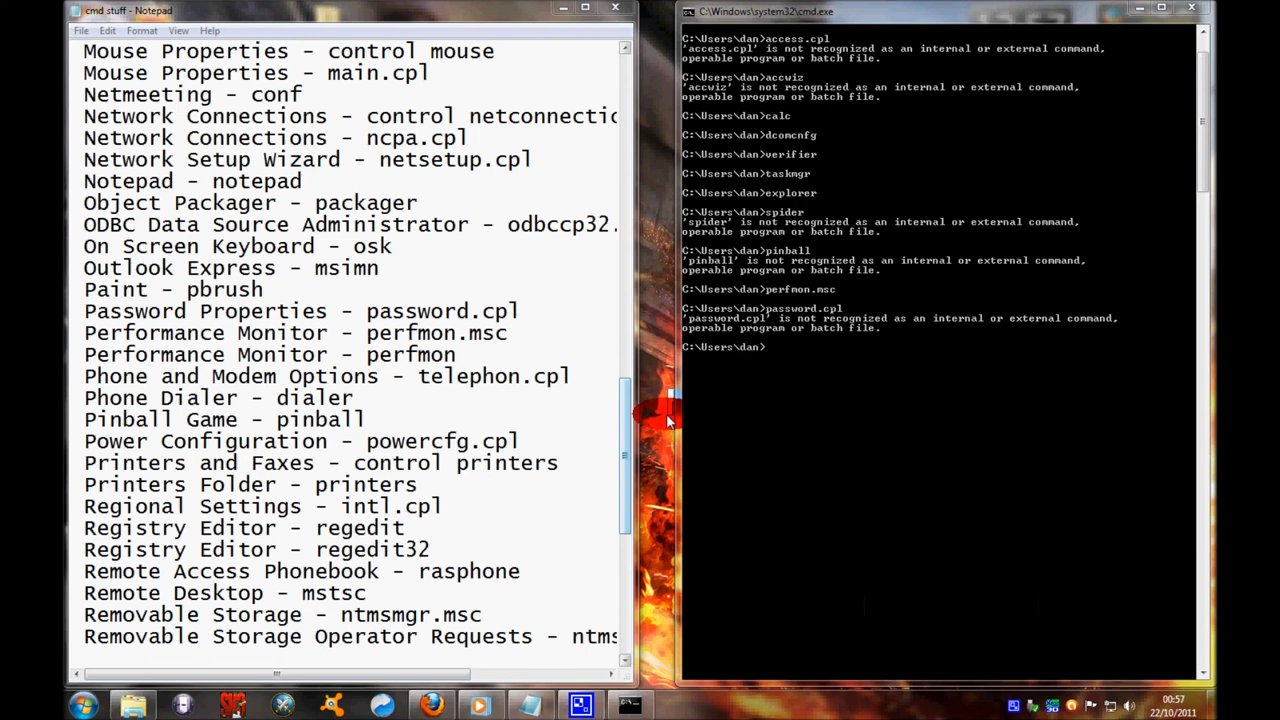 cmd stuff - Notepad
File Edit Format View Help
Mouse Properties - control mouse
Mouse Properties - main.cpl
Netmeeting - conf
Network Connections - control netconnectic
Network Connections - ncpa.cpl
Network Setup Wizard - netsetup.cpl
Notepad - notepad
Object Packager - packager
ODBC Data Source Administrator - odbccp32.
On Screen Keyboard - osk
Outlook Express - msimn
Paint - pbrush
Password Properties - password.cpl
Performance Monitor - perfmon.msc
Performance Monitor - perfmon
Phone and Modem Options - telephon.cpl
Phone Dialer - dialer
Pinball Game - pinball
Power Configuration - powercfg.cpl
Printers and Faxes - control printers
Printers Folder - printers
Regional Settings - intl.cpl
Registry Editor - regedit
Registry Editor - regedit32
Remote Access Phonebook - rasphone
Remote Desktop - mstsc
Removable Storage - ntmsmgr.msc
Removable Storage Operator Requests - ntms
C:\Windows\system32\cmd.exe
C:\Users\dan>access.cpl
'access.cpl' is not recognized as an internal or external command,
operable program or batch file.
C:\Users\dan>accwiz
'accwiz' is not recognized as an internal or external command,
operable program or batch file.
C:\Users\dan>calc
C:\Users\dan>dcomcnfg
C:\Users\dan>verifier
C:\Users\dan>taskmgr
C:\Users\dan>explorer
C:\Users\dan>spider
'spider' is not recognized as an internal or external command,
operable program or batch file.
C:\Users\dan>pinball
'pinball' is not recognized as an internal or external command,
operable program or batch file.
C:\Users\dan>perfmon.msc
C:\Users\dan>password.cpl
'password.cpl' is not recognized as an internal or external command,
operable program or batch file.
C:\Users\dan>
00:57
22/10/2011